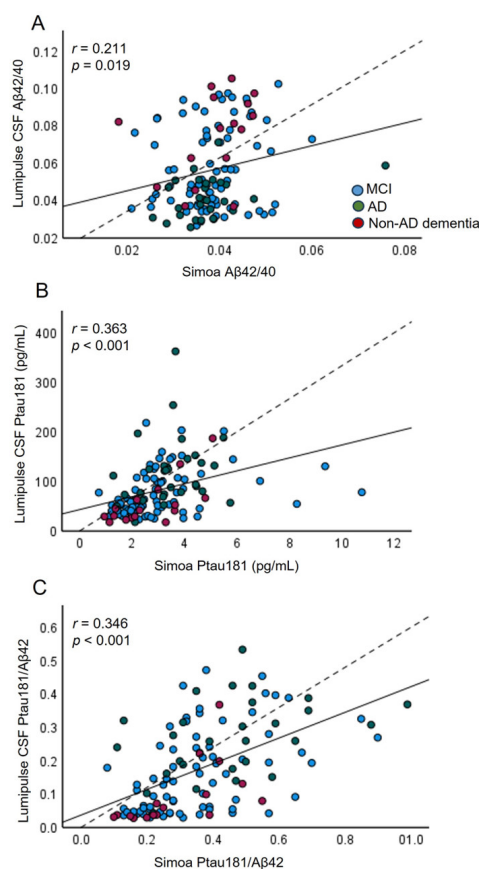 A
r = 0.211
p = 0.019
Lumipulse CSF Aβ42/40
0.12
0.10
0.08
0.06
0.04
0.02
0.02 0.04 0.06 0.08
Simoa Aβ42/40
MCI
AD
Non-AD dementia
B
r = 0.363
p < 0.001
Lumipulse CSF Ptau181 (pg/mL)
400
300
200
100
0
0 2 4 6 8 10 12
Simoa Ptau181 (pg/mL)
C
r = 0.346
p < 0.001
Lumipulse CSF Ptau181/Aβ42
0.6
0.5
0.4
0.3
0.2
0.1
0.0
0.0 0.2 0.4 0.6 0.8 1.0
Simoa Ptau181/Aβ42